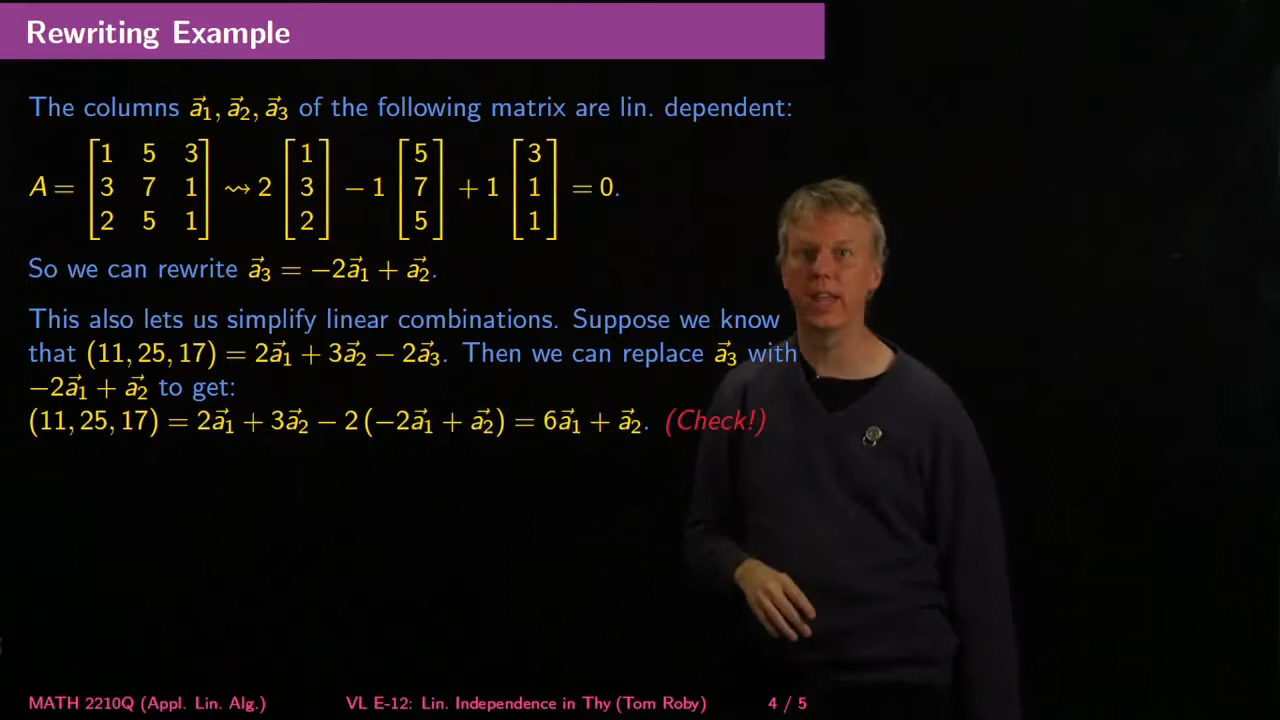 Rewriting Example
The columns a⃗₁, a⃗₂, a⃗₃ of the following matrix are lin. dependent:
A = [1 5 3; 3 7 1; 2 5 1] ⇝ 2 [1; 3; 2] − 1 [5; 7; 5] + 1 [3; 1; 1] = 0.
So we can rewrite a⃗₃ = −2a⃗₁ + a⃗₂.
This also lets us simplify linear combinations. Suppose we know
that (11, 25, 17) = 2a⃗₁ + 3a⃗₂ − 2a⃗₃. Then we can replace a⃗₃ with
−2a⃗₁ + a⃗₂ to get:
(11, 25, 17) = 2a⃗₁ + 3a⃗₂ − 2 (−2a⃗₁ + a⃗₂) = 6a⃗₁ + a⃗₂. (Check!)
MATH 2210Q (Appl. Lin. Alg.) VL E-12: Lin. Independence in Thy (Tom Roby) 4 / 5